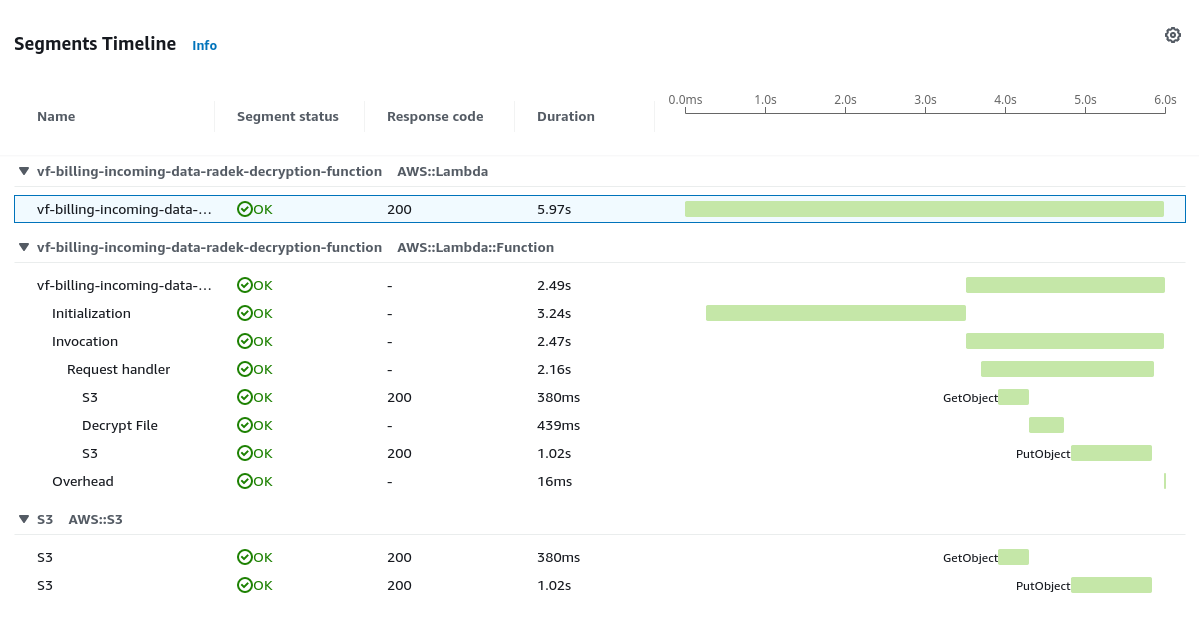 Segments Timeline Info
0.0ms 1.0s 2.0s 3.0s 4.0s 5.0s 6.0s
Name Segment status Response code Duration
vf-billing-incoming-data-radek-decryption-function AWS::Lambda
vf-billing-incoming-data-... OK 200 5.97s
vf-billing-incoming-data-radek-decryption-function AWS::Lambda::Function
vf-billing-incoming-data-... OK - 2.49s
Initialization OK - 3.24s
Invocation OK - 2.47s
Request handler OK - 2.16s
S3 OK 200 380ms GetObject
Decrypt File OK - 439ms
S3 OK 200 1.02s PutObject
Overhead OK - 16ms
S3 AWS::S3
S3 OK 200 380ms GetObject
S3 OK 200 1.02s PutObject